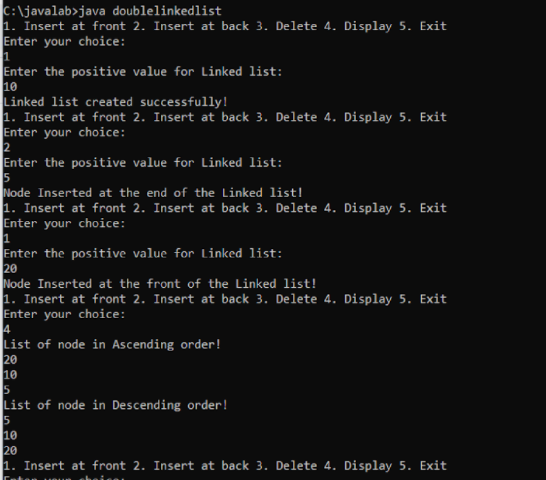 C:\javalab>java doublelinkedlist
1. Insert at front 2. Insert at back 3. Delete 4. Display 5. Exit
Enter your choice:
1
Enter the positive value for Linked list:
10
Linked list created successfully!
1. Insert at front 2. Insert at back 3. Delete 4. Display 5. Exit
Enter your choice:
2
Enter the positive value for Linked list:
5
Node Inserted at the end of the Linked list!
1. Insert at front 2. Insert at back 3. Delete 4. Display 5. Exit
Enter your choice:
1
Enter the positive value for Linked list:
20
Node Inserted at the front of the Linked list!
1. Insert at front 2. Insert at back 3. Delete 4. Display 5. Exit
Enter your choice:
4
List of node in Ascending order!
20
10
5
List of node in Descending order!
5
10
20
1. Insert at front 2. Insert at back 3. Delete 4. Display 5. Exit
Enter your choice: